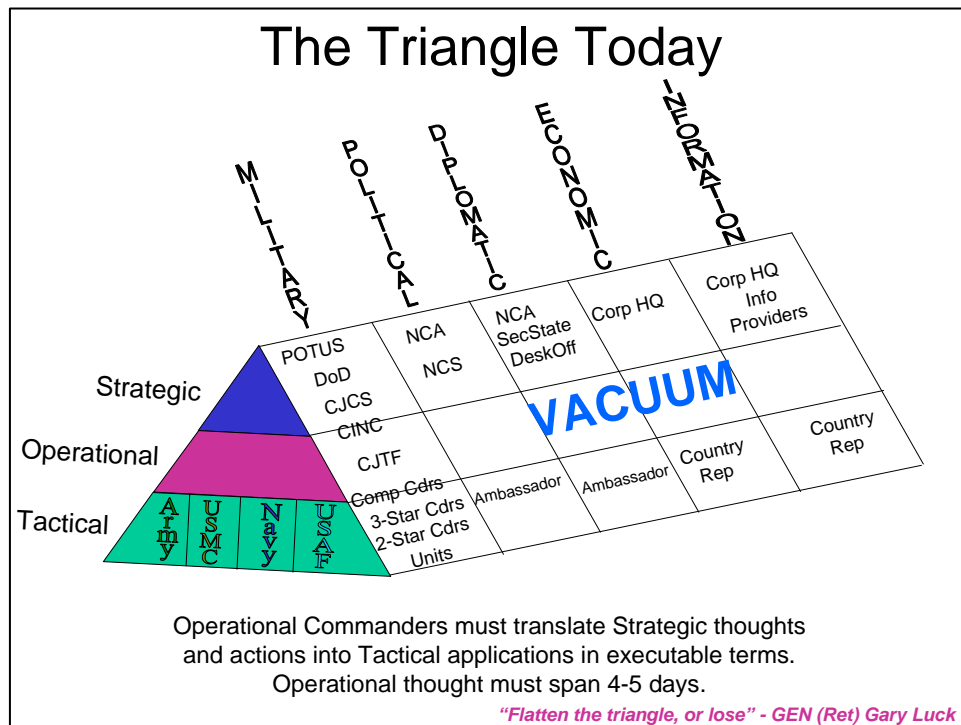 The Triangle Today
MILITARY
POLITICAL
DIPLOMATIC
ECONOMIC
INFORMATION
Strategic
Operational
Tactical
Army
USMC
Navy
USAF
POTUS
DoD
CJCS
CINC
CJTF
Comp Cdrs
3-Star Cdrs
2-Star Cdrs
Units
NCA
NCS
NCA
SecState
DeskOff
Corp HQ
Corp HQ
Info
Providers
VACUUM
Ambassador
Ambassador
Country
Rep
Country
Rep
Operational Commanders must translate Strategic thoughts
and actions into Tactical applications in executable terms.
Operational thought must span 4-5 days.
“Flatten the triangle, or lose” - GEN (Ret) Gary Luck